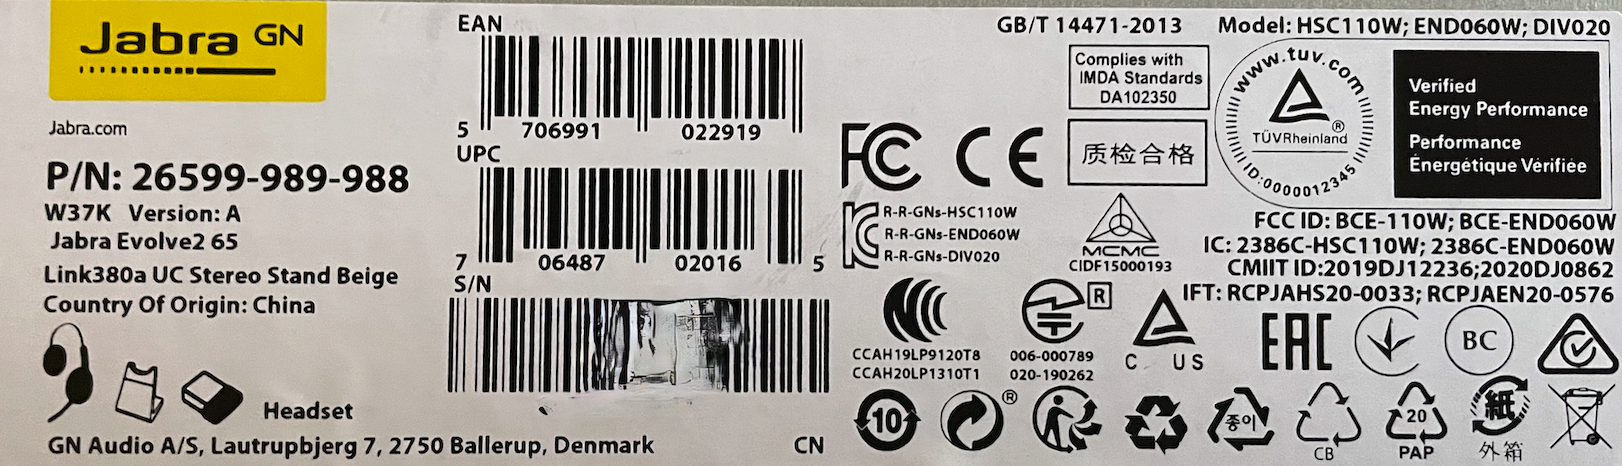 Jabra GN
Jabra.com
P/N: 26599-989-988
W37K Version: A
Jabra Evolve2 65
Link380a UC Stereo Stand Beige
Country Of Origin: China
Headset
GN Audio A/S, Lautrupbjerg 7, 2750 Ballerup, Denmark
CN
EAN
5 706991 022919
UPC
7 06487 02016 5
S/N
GB/T 14471-2013
Model: HSC110W; END060W; DIV020
Complies with
IMDA Standards
DA102350
质检合格
www.tuv.com
TÜVRheinland®
ID:0000012345
Verified
Energy Performance
Performance
Énergétique Vérifiée
FC CE
R-R-GNs-HSC110W
R-R-GNs-END060W
R-R-GNs-DIV020
MCMC
CIDF15000193
FCC ID: BCE-110W; BCE-END060W
IC: 2386C-HSC110W; 2386C-END060W
CMIIT ID:2019DJ12236;2020DJ0862
IFT: RCPJAHS20-0033; RCPJAEN20-0576
CCAH19LP9120T8
CCAH20LP1310T1
R
006-000789
020-190262
C US
EAC
BC
10
®
종이
CB
20
PAP
紙
外箱